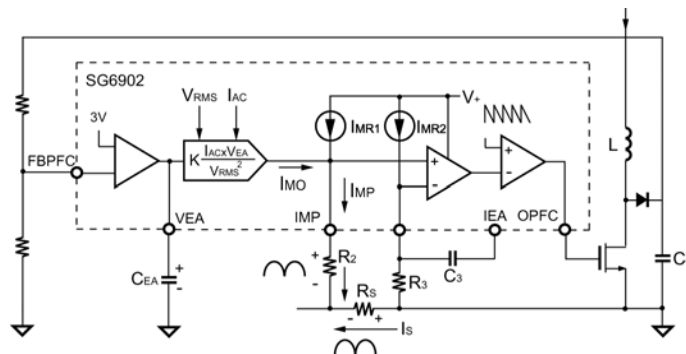 SG6902
VRMS IAC
V+
3V
IMR1 IMR2
L
FBPFC
K IACxVEA
VRMS2
+
-
+
-
IMO
IMP
VEA IMP IEA OPFC
CEA + -
+
-
R2
R3
C3
C
RS
- +
IS